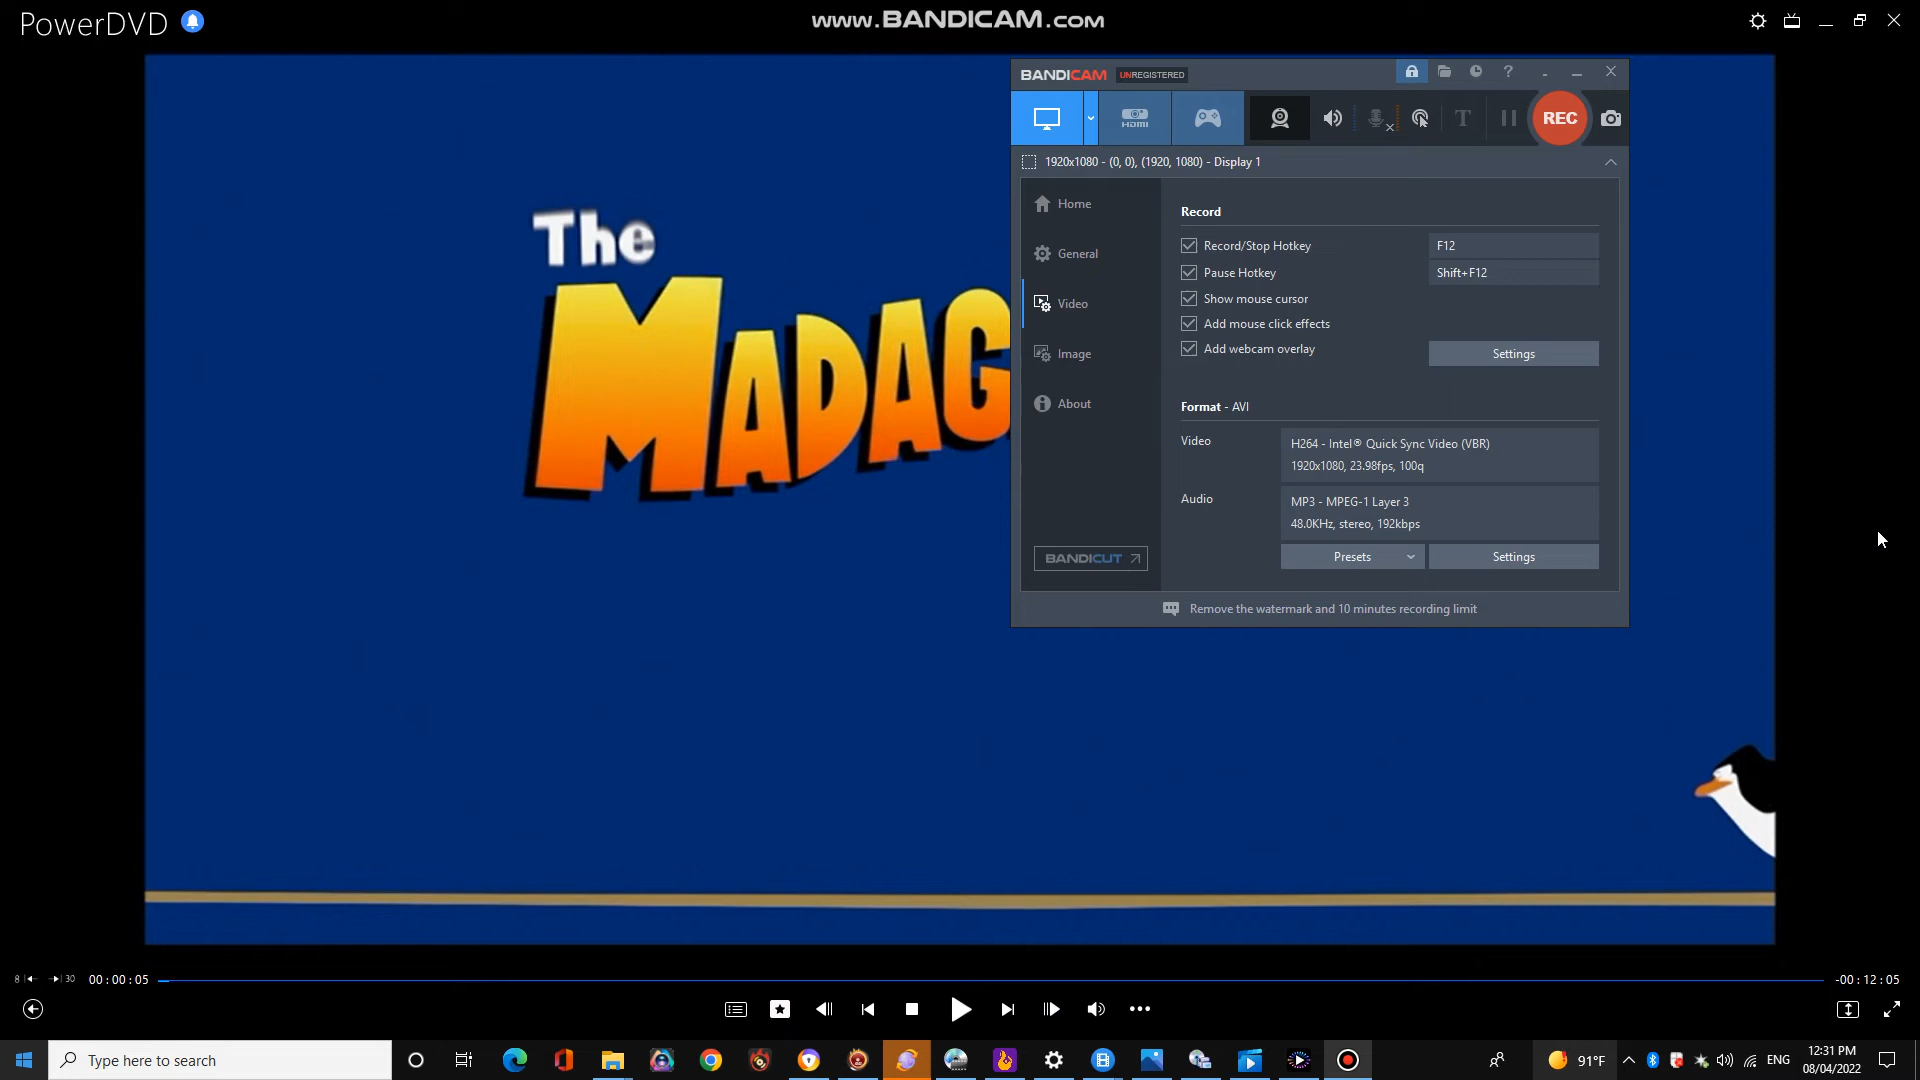 PowerDVD
www.BANDICAM.com
BANDICAM UNREGISTERED
?
HDMI
T
REC
1920x1080 - (0, 0), (1920, 1080) - Display 1
Home
General
Video
Image
About
BANDICUT
Record
Record/Stop Hotkey
F12
Pause Hotkey
Shift+F12
Show mouse cursor
Add mouse click effects
Add webcam overlay
Settings
Format - AVI
Video
H264 - Intel® Quick Sync Video (VBR)
1920x1080, 23.98fps, 100q
Audio
MP3 - MPEG-1 Layer 3
48.0KHz, stereo, 192kbps
Presets
Settings
Remove the watermark and 10 minutes recording limit
The
MADAG
8
30
00:00:05
-00:12:05
Type here to search
91°F
ENG
12:31 PM
08/04/2022